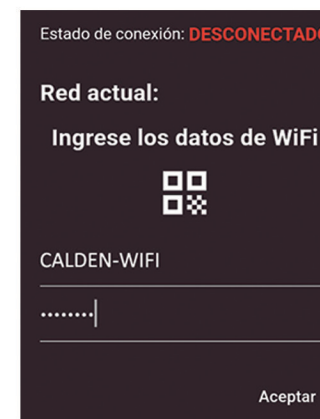 Estado de conexión: DESCONECTADO
Red actual:
Ingrese los datos de WiFi
CALDEN-WIFI
••••••••
Aceptar